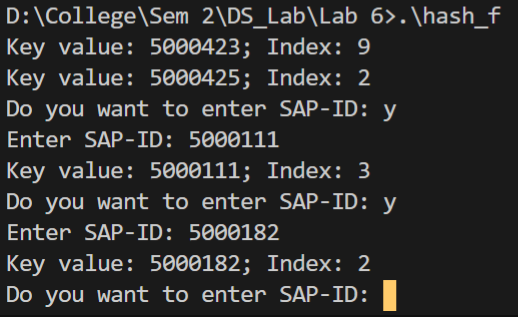 D:\College\Sem 2\DS_Lab\Lab 6>.\hash_f
Key value: 5000423; Index: 9
Key value: 5000425; Index: 2
Do you want to enter SAP-ID: y
Enter SAP-ID: 5000111
Key value: 5000111; Index: 3
Do you want to enter SAP-ID: y
Enter SAP-ID: 5000182
Key value: 5000182; Index: 2
Do you want to enter SAP-ID: